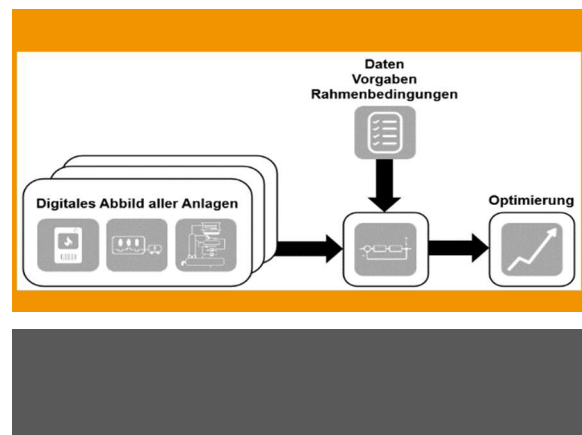 Daten
Vorgaben
Rahmenbedingungen
Digitales Abbild aller Anlagen
Optimierung